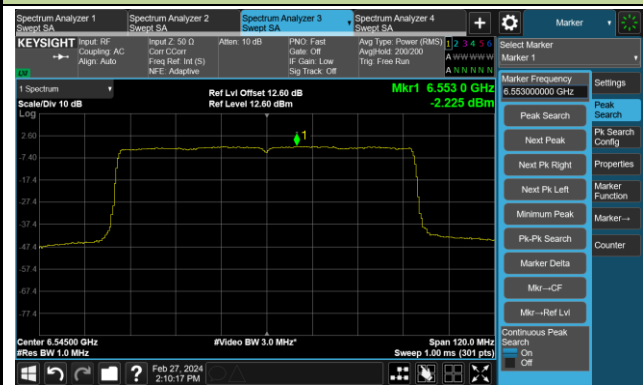 Spectrum Analyzer 1
Swept SA
Spectrum Analyzer 2
Swept SA
Spectrum Analyzer 3
Swept SA
Spectrum Analyzer 4
Swept SA
Marker
KEYSIGHT
Input: RF
Coupling: AC
Align: Auto
Input Z: 50 Ω
Corr CCorr
Freq Ref: Int (S)
NFE: Adaptive
Atten: 10 dB
PNO: Fast
Gate: Off
IF Gain: Low
Sig Track: Off
Avg Type: Power (RMS)
Avg|Hold: 200/200
Trig: Free Run
1 2 3 4 5 6
A W W W W W
A N N N N N
Select Marker
Marker 1
1 Spectrum
Scale/Div 10 dB
Log
Ref Lvl Offset 12.60 dB
Ref Level 12.60 dBm
Mkr1 6.553 0 GHz
-2.225 dBm
1
2.60
-7.40
-17.4
-27.4
-37.4
-47.4
-57.4
-67.4
-77.4
Center 6.54500 GHz
#Res BW 1.0 MHz
#Video BW 3.0 MHz*
Span 120.0 MHz
Sweep 1.00 ms (301 pts)
Marker Frequency
6.553000000 GHz
Peak Search
Next Peak
Next Pk Right
Next Pk Left
Minimum Peak
Pk-Pk Search
Marker Delta
Mkr→CF
Mkr→Ref Lvl
Continuous Peak
Search
On
Off
Settings
Peak
Search
Pk Search
Config
Properties
Marker
Function
Marker→
Counter
?
Feb 27, 2024
2:10:17 PM